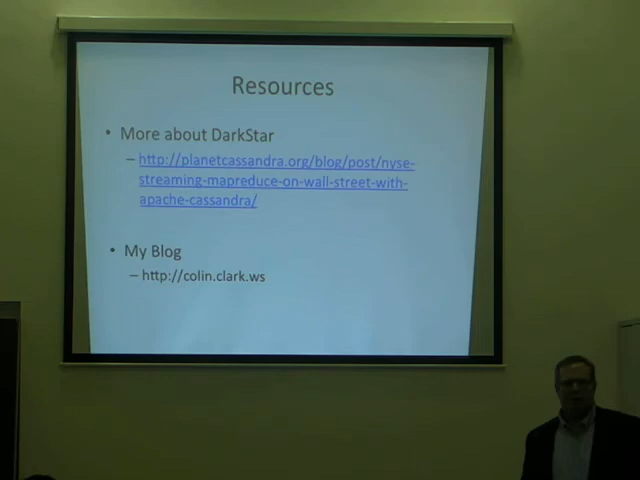 Resources
• More about DarkStar
– http://planetcassandra.org/blog/post/nyse-
streaming-mapreduce-on-wall-street-with-
apache-cassandra/
• My Blog
– http://colin.clark.ws